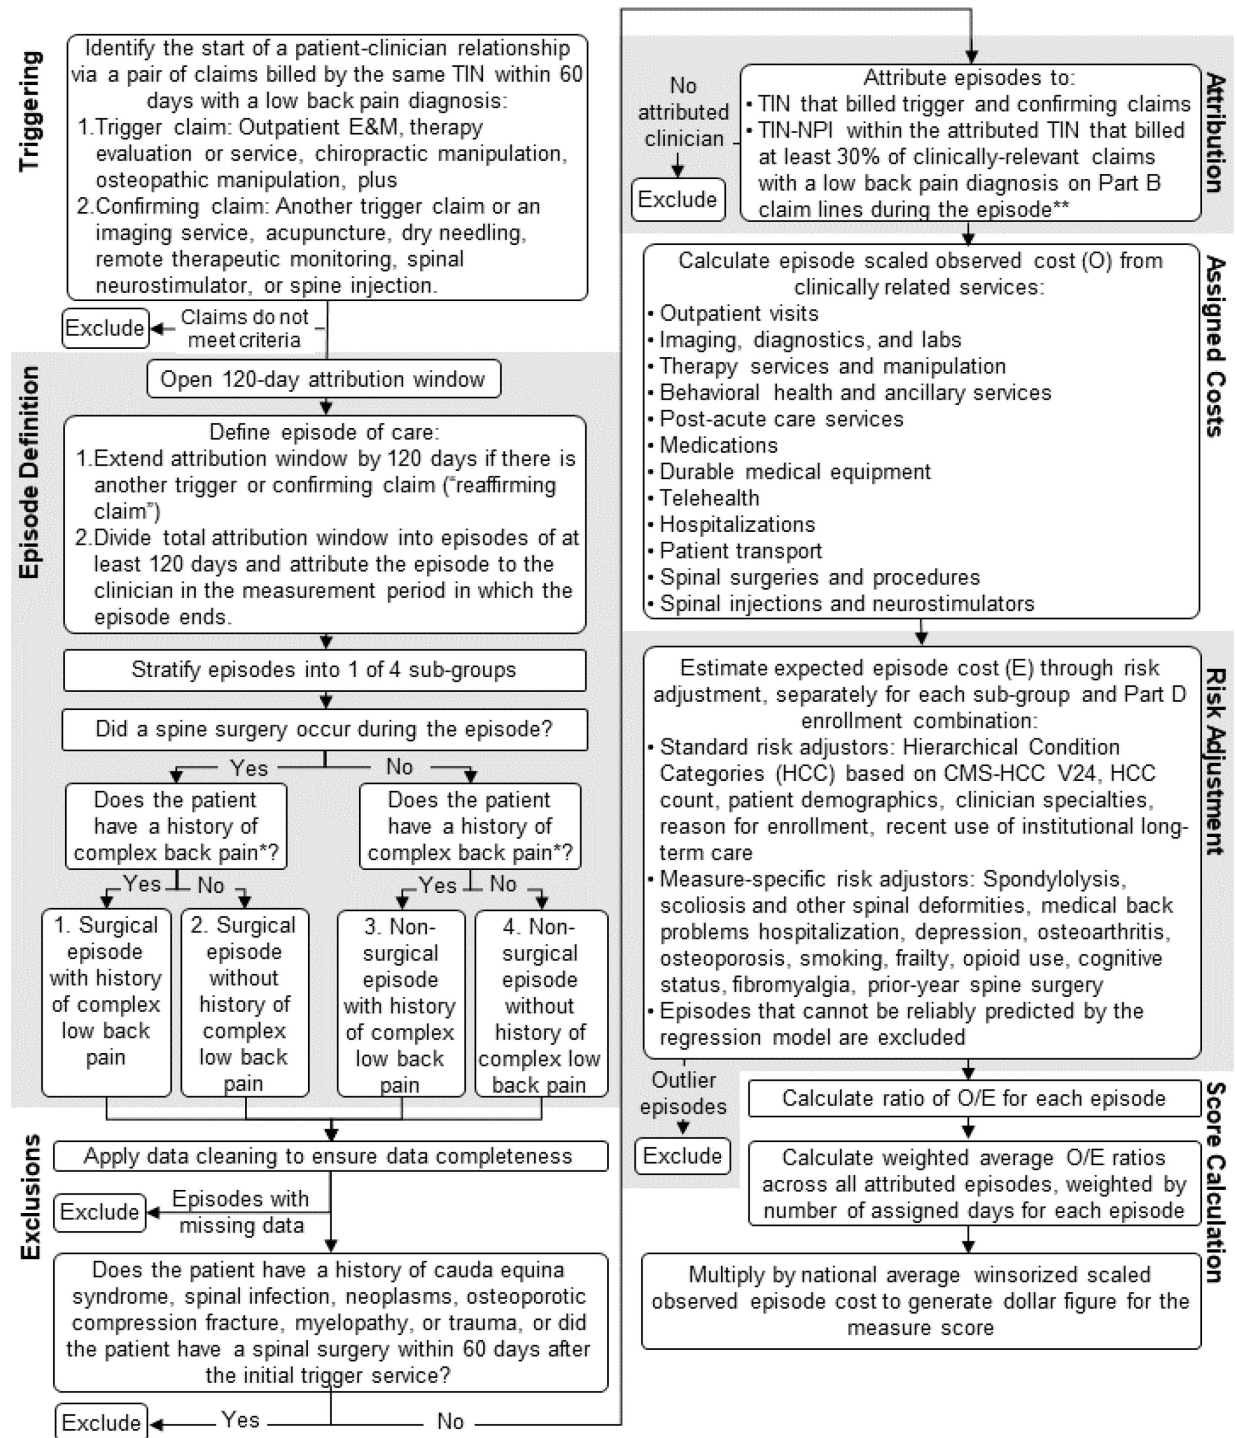 Triggering
Identify the start of a patient-clinician relationship
via a pair of claims billed by the same TIN within 60
days with a low back pain diagnosis:
1.Trigger claim: Outpatient E&M, therapy
evaluation or service, chiropractic manipulation,
osteopathic manipulation, plus
2.Confirming claim: Another trigger claim or an
imaging service, acupuncture, dry needling,
remote therapeutic monitoring, spinal
neurostimulator, or spine injection.
Exclude
Claims do not
meet criteria
Episode Definition
Open 120-day attribution window
Define episode of care:
1.Extend attribution window by 120 days if there is
another trigger or confirming claim (“reaffirming
claim”)
2.Divide total attribution window into episodes of at
least 120 days and attribute the episode to the
clinician in the measurement period in which the
episode ends.
Stratify episodes into 1 of 4 sub-groups
Did a spine surgery occur during the episode?
Yes
No
Does the patient
have a history of
complex back pain*?
Does the patient
have a history of
complex back pain*?
Yes
No
Yes
No
1. Surgical
episode
with history
of complex
low back
pain
2. Surgical
episode
without
history of
complex
low back
pain
3. Non-
surgical
episode
with history
of complex
low back
pain
4. Non-
surgical
episode
without
history of
complex low
back pain
Exclusions
Apply data cleaning to ensure data completeness
Exclude
Episodes with
missing data
Does the patient have a history of cauda equina
syndrome, spinal infection, neoplasms, osteoporotic
compression fracture, myelopathy, or trauma, or did
the patient have a spinal surgery within 60 days after
the initial trigger service?
Exclude
Yes
No
Attribution
No
attributed
clinician
Exclude
Attribute episodes to:
• TIN that billed trigger and confirming claims
• TIN-NPI within the attributed TIN that billed
at least 30% of clinically-relevant claims
with a low back pain diagnosis on Part B
claim lines during the episode**
Assigned Costs
Calculate episode scaled observed cost (O) from
clinically related services:
• Outpatient visits
• Imaging, diagnostics, and labs
• Therapy services and manipulation
• Behavioral health and ancillary services
• Post-acute care services
• Medications
• Durable medical equipment
• Telehealth
• Hospitalizations
• Patient transport
• Spinal surgeries and procedures
• Spinal injections and neurostimulators
Risk Adjustment
Estimate expected episode cost (E) through risk
adjustment, separately for each sub-group and Part D
enrollment combination:
• Standard risk adjustors: Hierarchical Condition
Categories (HCC) based on CMS-HCC V24, HCC
count, patient demographics, clinician specialties,
reason for enrollment, recent use of institutional long-
term care
• Measure-specific risk adjustors: Spondylolysis,
scoliosis and other spinal deformities, medical back
problems hospitalization, depression, osteoarthritis,
osteoporosis, smoking, frailty, opioid use, cognitive
status, fibromyalgia, prior-year spine surgery
• Episodes that cannot be reliably predicted by the
regression model are excluded
Outlier
episodes
Exclude
Score Calculation
Calculate ratio of O/E for each episode
Calculate weighted average O/E ratios
across all attributed episodes, weighted by
number of assigned days for each episode
Multiply by national average winsorized scaled
observed episode cost to generate dollar figure for the
measure score